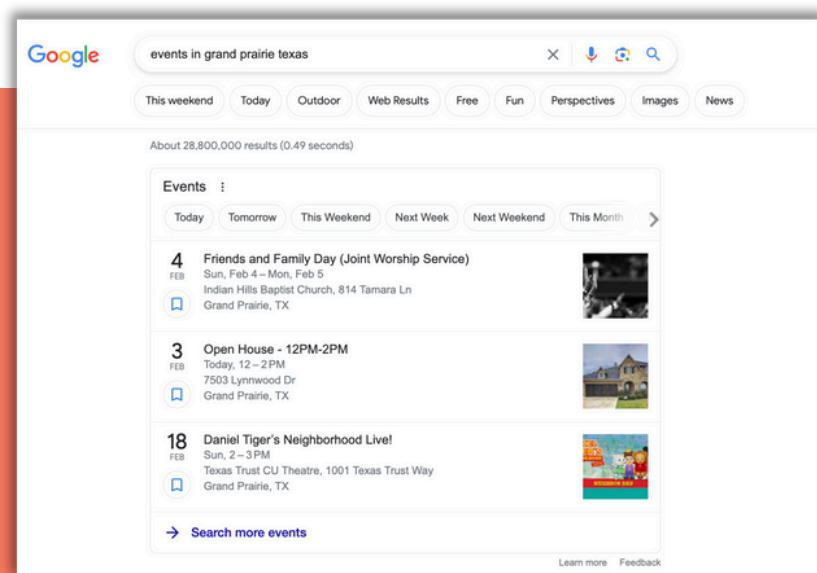 Google
events in grand prairie texas
This weekend Today Outdoor Web Results Free Fun Perspectives Images News
About 28,800,000 results (0.49 seconds)
Events
Today Tomorrow This Weekend Next Week Next Weekend This Month
4 Friends and Family Day (Joint Worship Service)
FEB Sun, Feb 4 – Mon, Feb 5
Indian Hills Baptist Church, 814 Tamara Ln
Grand Prairie, TX
3 Open House - 12PM-2PM
FEB Today, 12 – 2 PM
7503 Lynnwood Dr
Grand Prairie, TX
18 Daniel Tiger's Neighborhood Live!
FEB Sun, 2 – 3 PM
Texas Trust CU Theatre, 1001 Texas Trust Way
Grand Prairie, TX
Search more events
Learn more Feedback